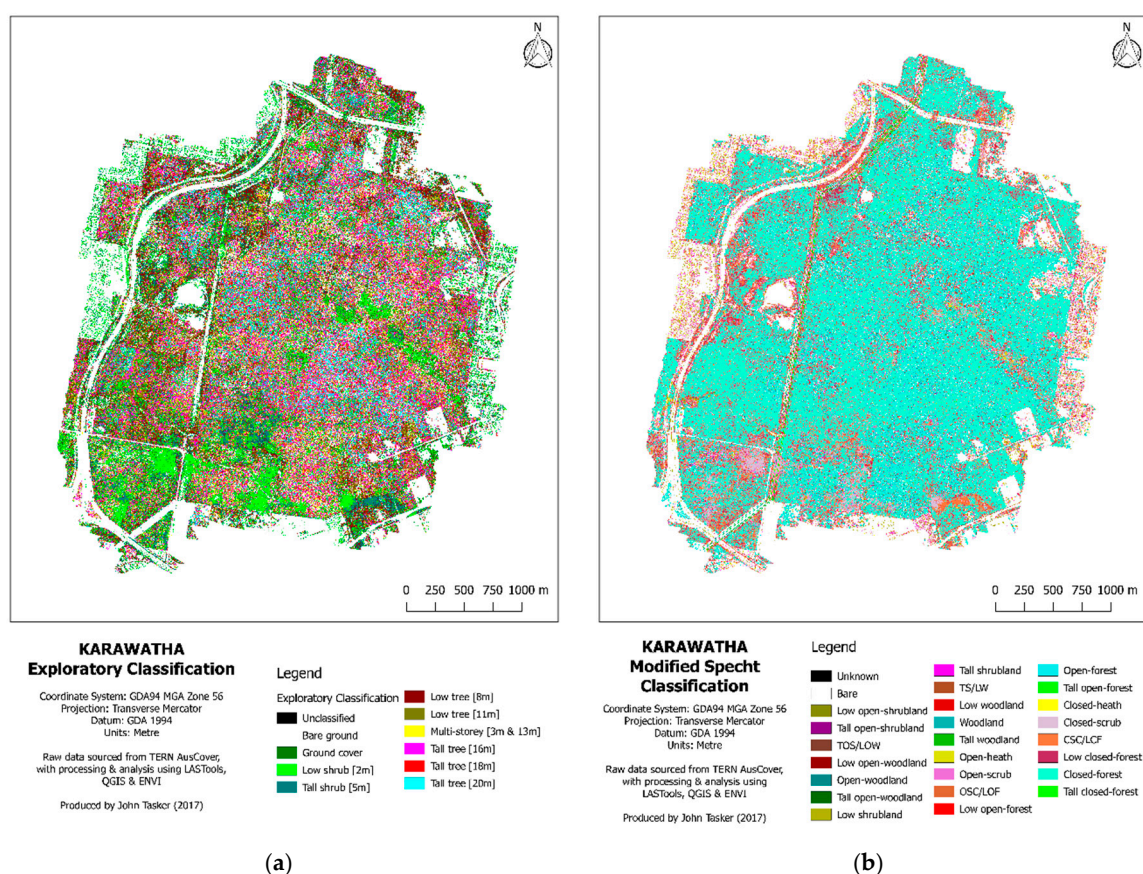 N
0 250 500 750 1000 m
KARAWATHA
Exploratory Classification
Coordinate System: GDA94 MGA Zone 56
Projection: Transverse Mercator
Datum: GDA 1994
Units: Metre
Raw data sourced from TERN AusCover,
with processing & analysis using LASTools,
QGIS & ENVI
Produced by John Tasker (2017)
Legend
Exploratory Classification
Unclassified
Bare ground
Ground cover
Low shrub [2m]
Tall shrub [5m]
Low tree [8m]
Low tree [11m]
Multi-storey [3m & 13m]
Tall tree [16m]
Tall tree [18m]
Tall tree [20m]
(a)
N
0 250 500 750 1000 m
KARAWATHA
Modified Specht
Classification
Coordinate System: GDA94 MGA Zone 56
Projection: Transverse Mercator
Datum: GDA 1994
Units: Metre
Raw data sourced from TERN AusCover,
with processing & analysis using
LASTools, QGIS & ENVI
Produced by John Tasker (2017)
Legend
Unknown
Bare
Low open-shrubland
Tall open-shrubland
TOS/LOW
Low open-woodland
Open-woodland
Tall open-woodland
Low shrubland
Tall shrubland
TS/LW
Low woodland
Woodland
Tall woodland
Open-heath
Open-scrub
OSC/LOF
Low open-forest
Open-forest
Tall open-forest
Closed-heath
Closed-scrub
CSC/LCF
Low closed-forest
Closed-forest
Tall closed-forest
(b)